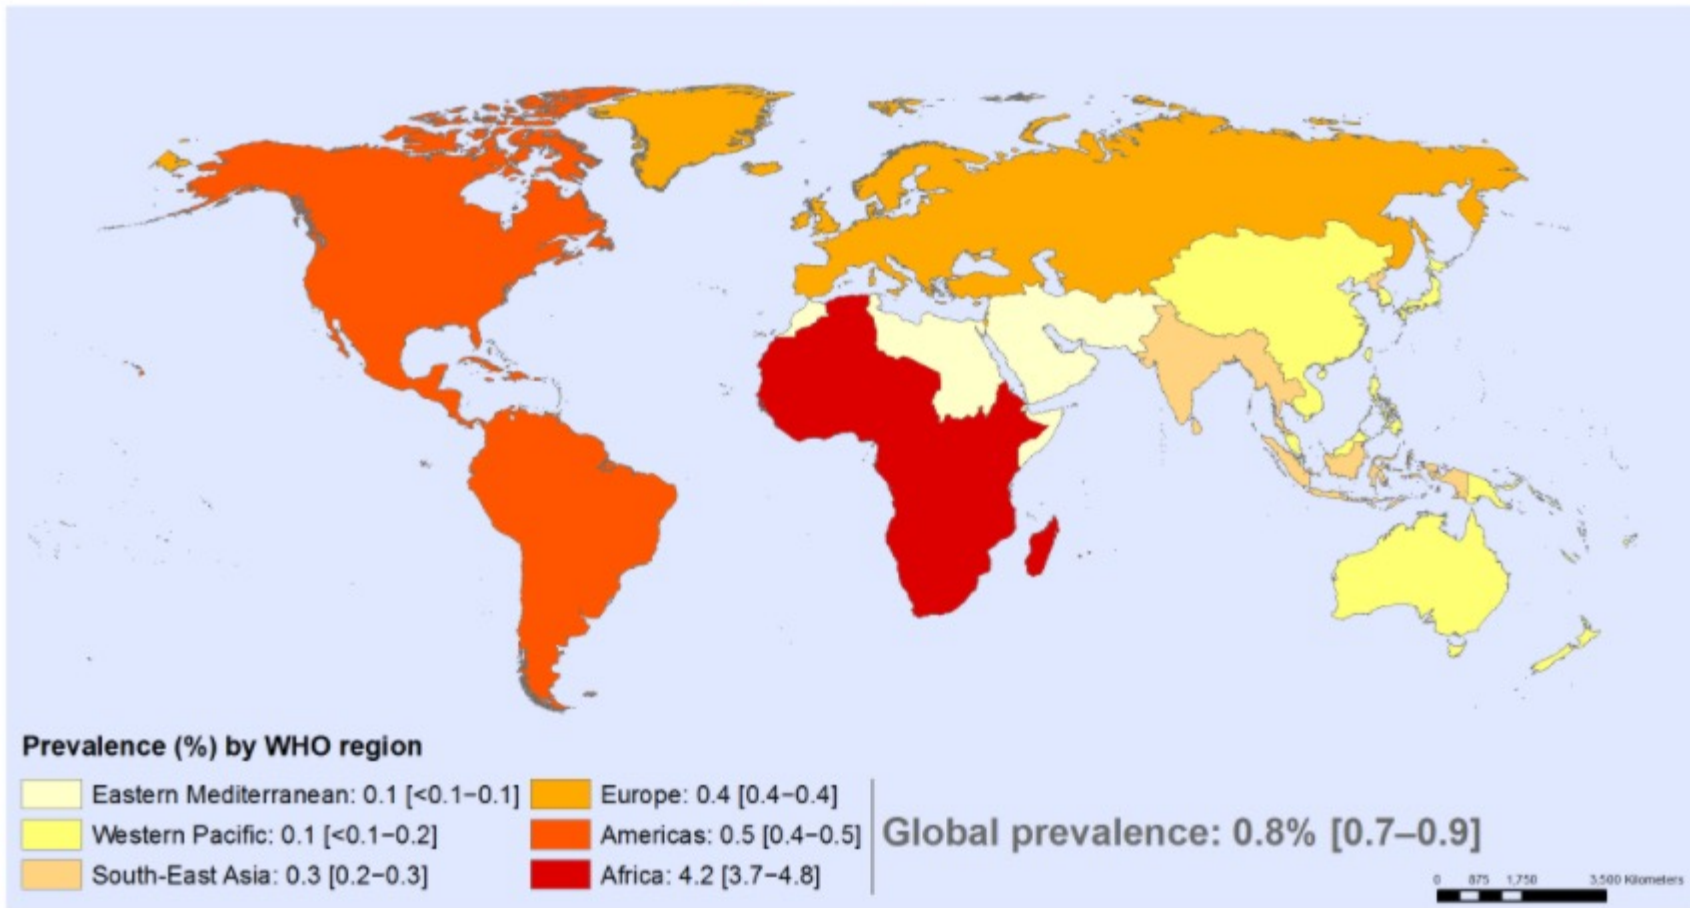 Prevalence (%) by WHO region
Eastern Mediterranean: 0.1 [<0.1–0.1]
Western Pacific: 0.1 [<0.1–0.2]
South-East Asia: 0.3 [0.2–0.3]
Europe: 0.4 [0.4–0.4]
Americas: 0.5 [0.4–0.5]
Africa: 4.2 [3.7–4.8]
Global prevalence: 0.8% [0.7–0.9]
0 875 1,750 3,500 Kilometers